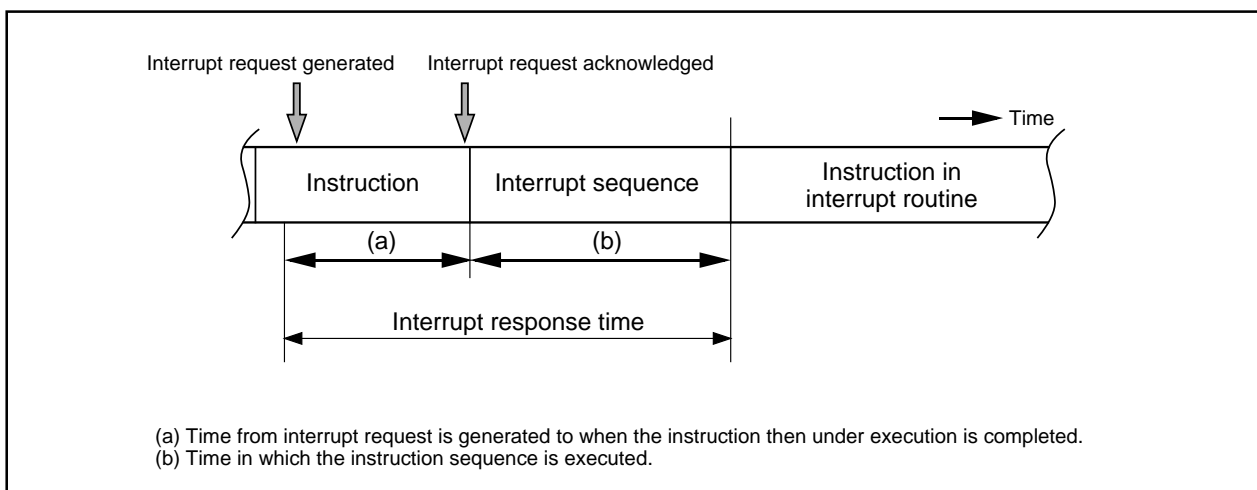 Interrupt request generated
Interrupt request acknowledged
Time
Instruction
Interrupt sequence
Instruction in
interrupt routine
(a)
(b)
Interrupt response time
(a) Time from interrupt request is generated to when the instruction then under execution is completed.
(b) Time in which the instruction sequence is executed.